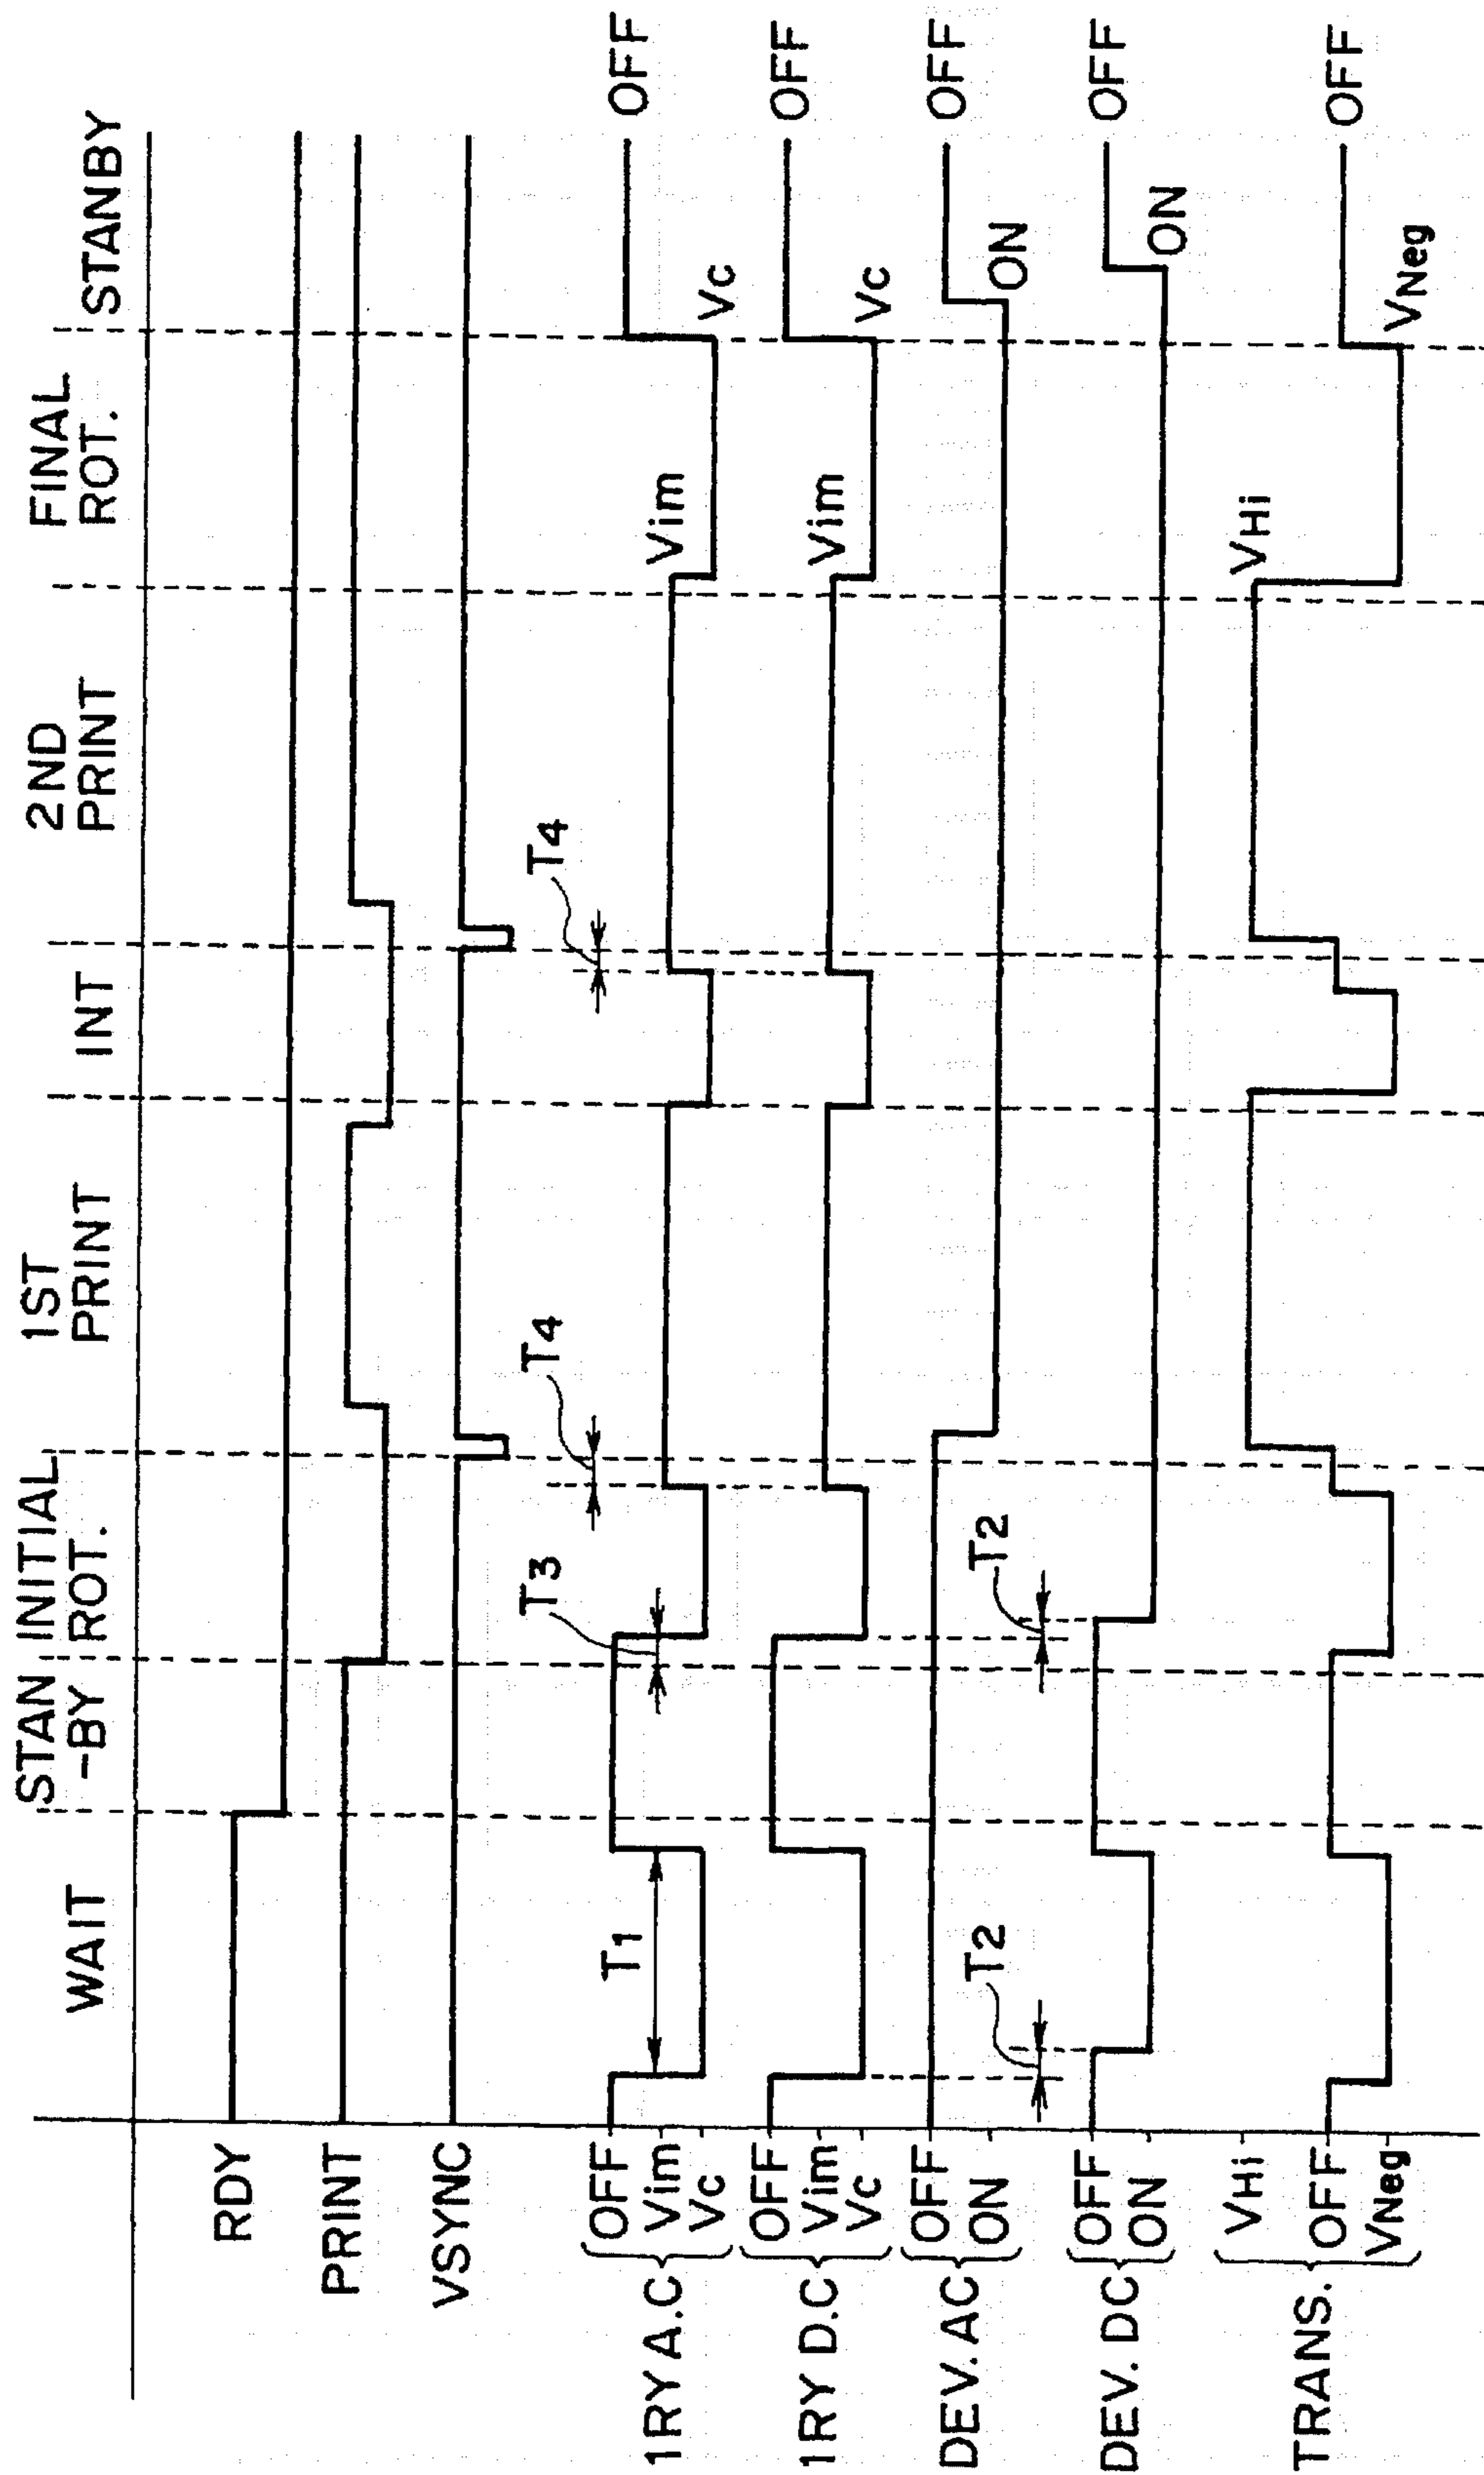 WAIT
STAN
-BY
INITIAL
ROT.
1ST
PRINT
INT
2ND
PRINT
FINAL
ROT.
STANDBY
RDY
PRINT
VSYNC
T4
T4
T3
T1
1RY A.C
OFF
Vim
Vc
Vim
Vc
OFF
1RY D.C
OFF
Vim
Vc
Vim
Vc
OFF
DEV. AC
OFF
ON
ON
OFF
T2
T2
DEV. DC
OFF
ON
ON
OFF
TRANS.
VHi
OFF
VNeg
VHi
VNeg
OFF